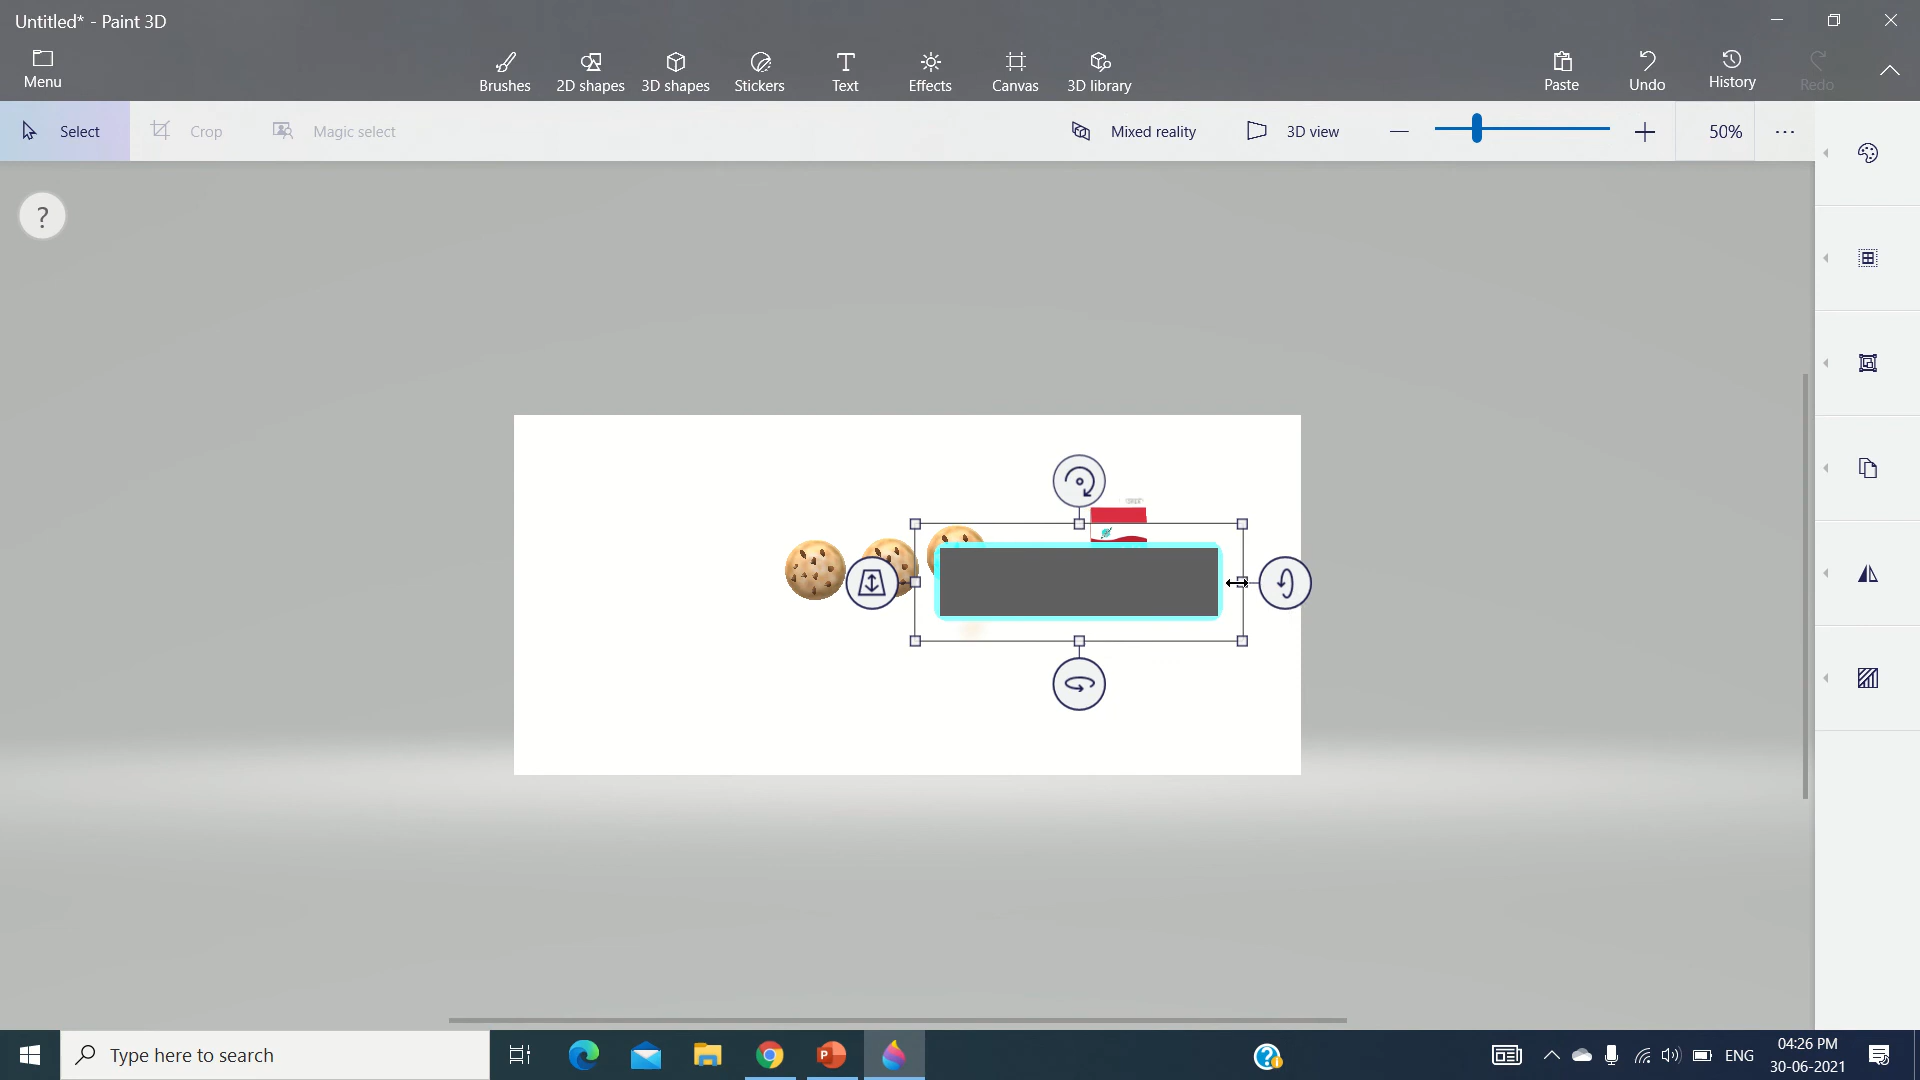 Untitled* - Paint 3D
Menu
Brushes
2D shapes
3D shapes
Stickers
Text
Effects
Canvas
3D library
Paste
Undo
History
Redo
Select
Crop
Magic select
Mixed reality
3D view
50%
?
Type here to search
ENG
04:26 PM
30-06-2021